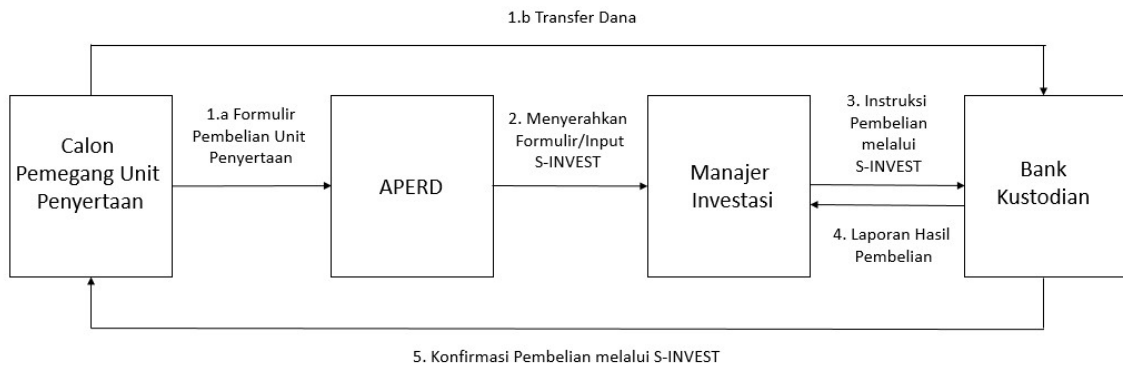 1.b Transfer Dana
Calon
Pemegang Unit
Penyertaan
1.a Formulir
Pembelian Unit
Penyertaan
APERD
2. Menyerahkan
Formulir/Input
S-INVEST
Manajer
Investasi
3. Instruksi
Pembelian
melalui
S-INVEST
4. Laporan Hasil
Pembelian
Bank
Kustodian
5. Konfirmasi Pembelian melalui S-INVEST